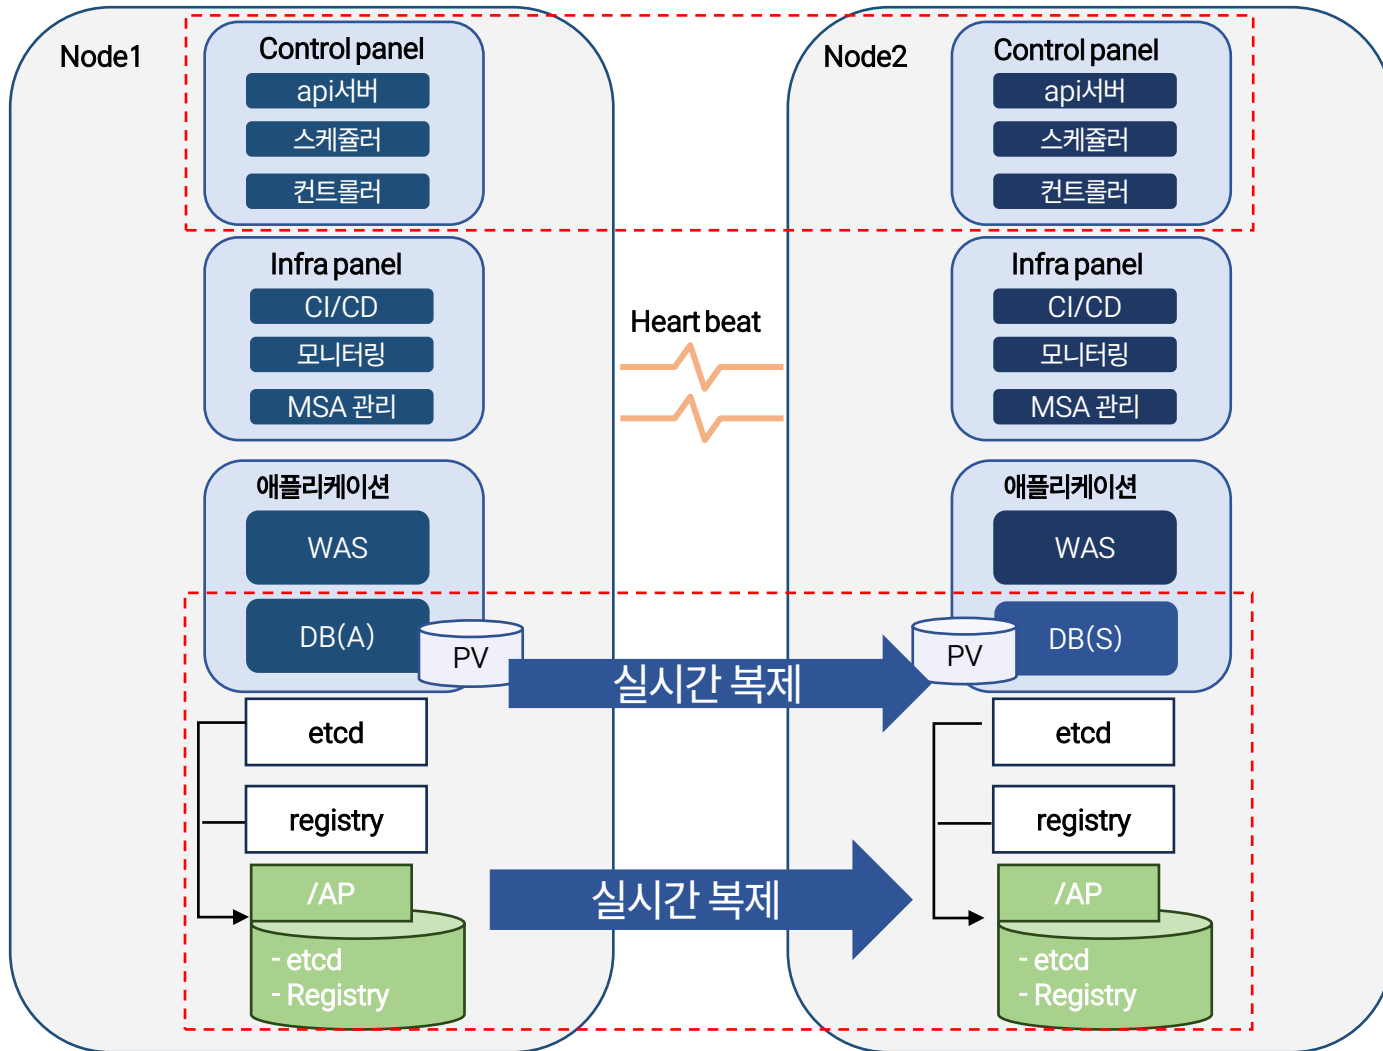 Node1
Control panel
api서버
스케쥴러
컨트롤러
Infra panel
CI/CD
모니터링
MSA 관리
애플리케이션
WAS
DB(A)
PV
etcd
registry
/AP
- etcd
- Registry
Heart beat
실시간 복제
실시간 복제
Node2
Control panel
api서버
스케쥴러
컨트롤러
Infra panel
CI/CD
모니터링
MSA 관리
애플리케이션
WAS
DB(S)
PV
etcd
registry
/AP
- etcd
- Registry